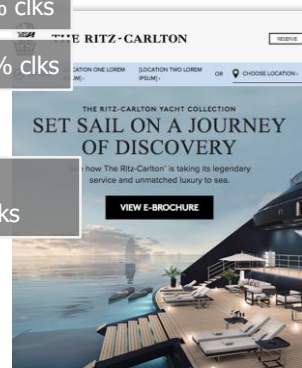 % clks
THE RITZ-CARLTON
RESERVE
% clks
CATION ONE LOREM
IPSUM] ›
[LOCATION TWO LOREM
IPSUM] ›
OR
CHOOSE LOCATION ›
THE RITZ-CARLTON YACHT COLLECTION
SET SAIL ON A JOURNEY
OF DISCOVERY
how The Ritz-Carlton' is taking its legendary
service and unmatched luxury to sea.
VIEW E-BROCHURE
ks